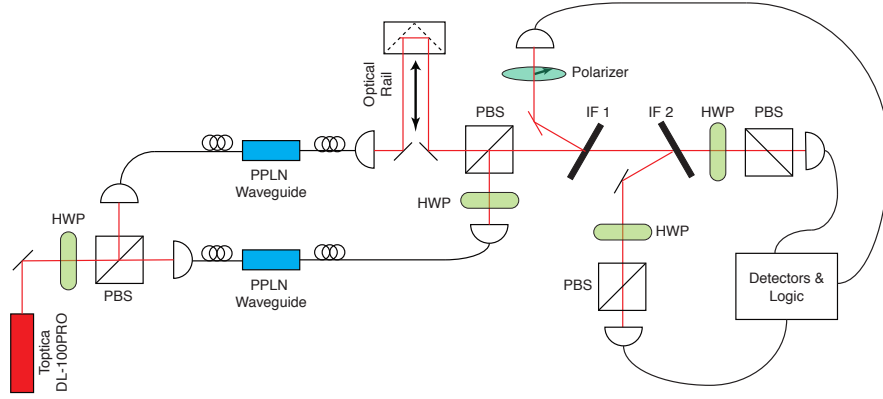 Polarizer
Optical
Rail
PBS
IF 1
IF 2
HWP
PBS
PPLN
Waveguide
HWP
HWP
HWP
PBS
PPLN
Waveguide
PBS
Detectors &
Logic
Toptica
DL-100PRO